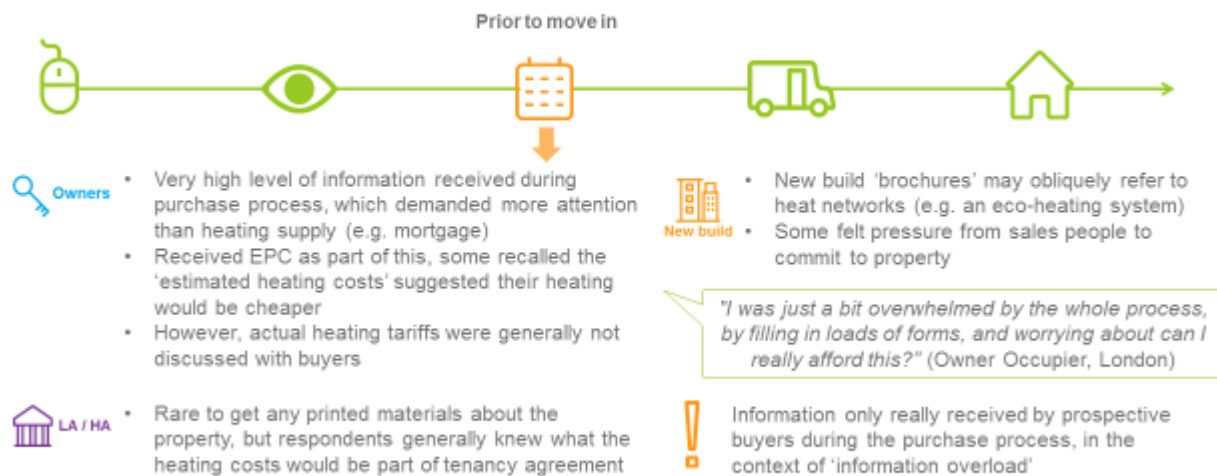 Prior to move in
Owners
• Very high level of information received during
purchase process, which demanded more attention
than heating supply (e.g. mortgage)
• Received EPC as part of this, some recalled the
'estimated heating costs' suggested their heating
would be cheaper
• However, actual heating tariffs were generally not
discussed with buyers
LA / HA
• Rare to get any printed materials about the
property, but respondents generally knew what the
heating costs would be part of tenancy agreement
New build
• New build 'brochures' may obliquely refer to
heat networks (e.g. an eco-heating system)
• Some felt pressure from sales people to
commit to property
"I was just a bit overwhelmed by the whole process,
by filling in loads of forms, and worrying about can I
really afford this?" (Owner Occupier, London)
! Information only really received by prospective
buyers during the purchase process, in the
context of 'information overload'